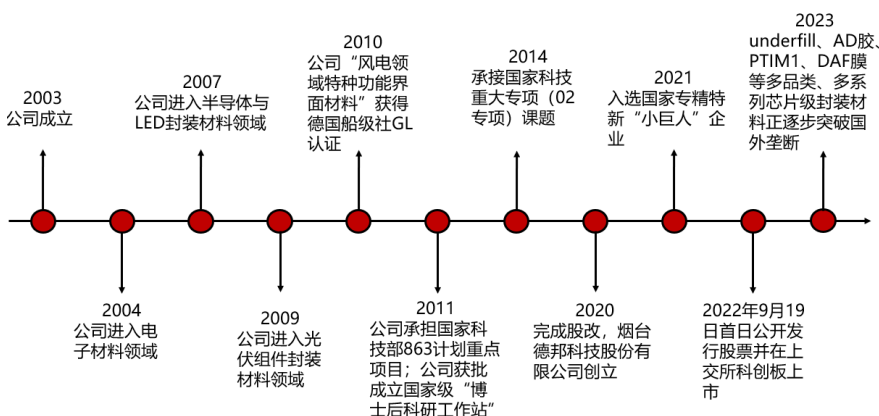 2003
公司成立
2004
公司进入电
子材料领域
2007
公司进入半导体与
LED封装材料领域
2009
公司进入光
伏组件封装
材料领域
2010
公司“风电领
域特种功能界
面材料”获得
德国船级社GL
认证
2011
公司承担国家科
技部863计划重点
项目；公司获批
成立国家级“博
士后科研工作站”
2014
承接国家科技
重大专项（02
专项）课题
2020
完成股改，烟台
德邦科技股份有
限公司创立
2021
入选国家专精特
新“小巨人”企
业
2022年9月19
日首日公开发
行股票并在上
交所科创板上
市
2023
underfill、AD胶、
PTIM1、DAF膜
等多品类、多系
列芯片级封装材
料正逐步突破国
外垄断